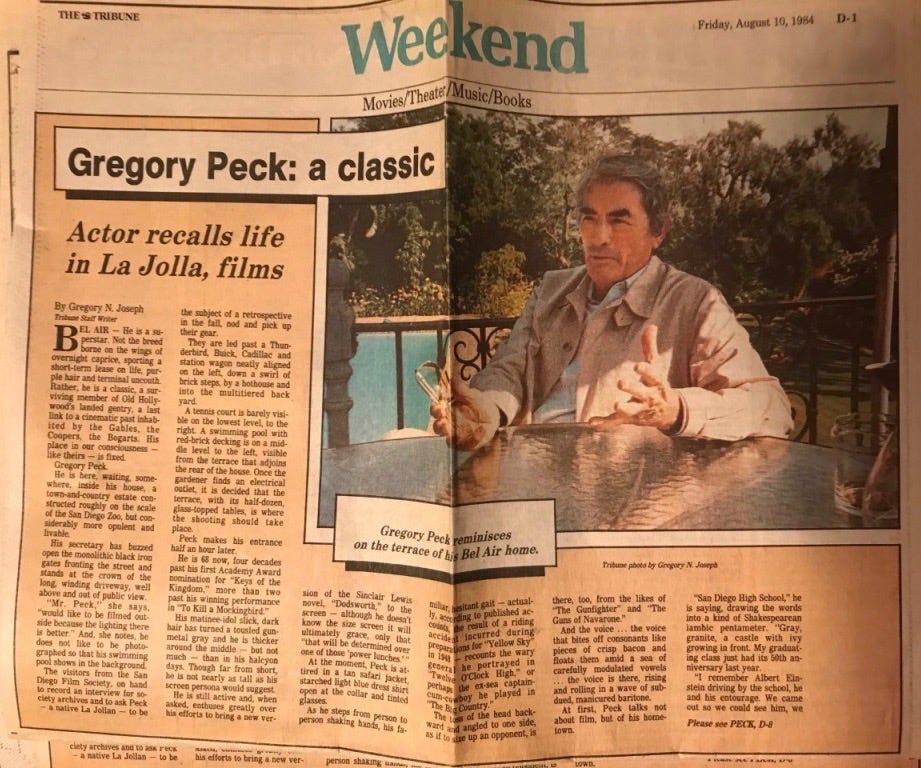 THE TRIBUNE
Weekend
Friday, August 10, 1984 D-1
Movies/Theater/Music/Books
Gregory Peck: a classic
Actor recalls life
in La Jolla, films
By Gregory N. Joseph
Tribune Staff Writer
BEL AIR — He is a su-
perstar. Not the breed
borne on the wings of
overnight caprice, sporting a
short-term lease on life, pur-
ple hair and terminal uncouth.
Rather, he is a classic, a sur-
viving member of Old Holly-
wood's landed gentry, a last
link to a cinematic past inhab-
ited by the Gables, the
Coopers, the Bogarts. His
place in our consciousness —
like theirs — is fixed.
Gregory Peck.
He is here, waiting, some-
where, inside his house, a
town-and-country estate con-
structed roughly on the scale
of the San Diego Zoo, but con-
siderably more opulent and
livable.
His secretary has buzzed
open the monolithic black iron
gates fronting the street and
stands at the crown of the
long, winding driveway, well
above and out of public view.
"Mr. Peck," she says,
"would like to be filmed out-
side because the lighting there
is better." And, she notes, he
does not like to be photo-
graphed so that his swimming
pool shows in the background.
The visitors from the San
Diego Film Society, on hand
to record an interview for so-
ciety archives and to ask Peck
- a native La Jollan — to be
the subject of a retrospective
in the fall, nod and pick up
their gear.
They are led past a Thun-
derbird, Buick, Cadillac and
station wagon neatly aligned
on the left, down a swirl of
brick steps, by a hothouse and
into the multitiered back
yard.
A tennis court is barely visi-
ble on the lowest level, to the
right. A swimming pool with
red-brick decking is on a mid-
dle level to the left, visible
from the terrace that adjoins
the rear of the house. Once the
gardener finds an electrical
outlet, it is decided that the
terrace, with its half-dozen,
glass-topped tables, is where
the shooting should take
place.
Peck makes his entrance
half an hour later.
He is 68 now, four decades
past his first Academy Award
nomination for "Keys of the
Kingdom," more than two
past his winning performance
in "To Kill a Mockingbird."
His matinee-idol slick, dark
hair has turned a tousled gun-
metal gray and he is thicker
around the middle — but not
much — than in his halcyon
days. Though far from short,
he is not nearly as tall as his
screen persona would suggest.
He is still active and, when
asked, enthuses greatly over
his efforts to bring a new ver-
Gregory Peck reminisces
on the terrace of his Bel Air home.
Tribune photo by Gregory N. Joseph
sion of the Sinclair Lewis
novel, "Dodsworth," to the
screen — although he doesn't
know the size screen it will
ultimately grace, only that
"that will be determined over
one of those 'power lunches.'"
At the moment, Peck is at-
tired in a tan safari jacket,
starched light blue dress shirt
open at the collar and tinted
glasses.
As he steps from person to
person shaking hands, his fa-
miliar, hesitant gait — actual-
ly, according to published ac-
counts, the result of a riding
accident incurred during
preparations for "Yellow Sky"
in 194 — recounts the wary
general he portrayed in
"Twelve O'Clock High," or
perhaps the ex-sea captain-
cum-cowboy he played in
"The Big Country."
The toss of the head back-
ward and angled to one side,
as if to size up an opponent, is
there, too, from the likes of
"The Gunfighter" and "The
Guns of Navarone."
And the voice . . . the voice
that bites off consonants like
pieces of crisp bacon and
floats them amid a sea of
carefully modulated vowels
. . . the voice is there, rising
and rolling in a wave of sub-
dued, manicured baritone.
At first, Peck talks not
about film, but of his home-
town.
"San Diego High School," he
is saying, drawing the words
into a kind of Shakespearean
iambic pentameter. "Gray,
granite, a castle with ivy
growing in front. My graduat-
ing class just had its 50th an-
niversary last year.
"I remember Albert Ein-
stein driving by the school, he
and his entourage. We came
out so we could see him, we
Please see PECK, D-8
ciety archives and to ask Peck
- a native La Jollan — to be
his efforts to bring a new ver-
person shaking
town.